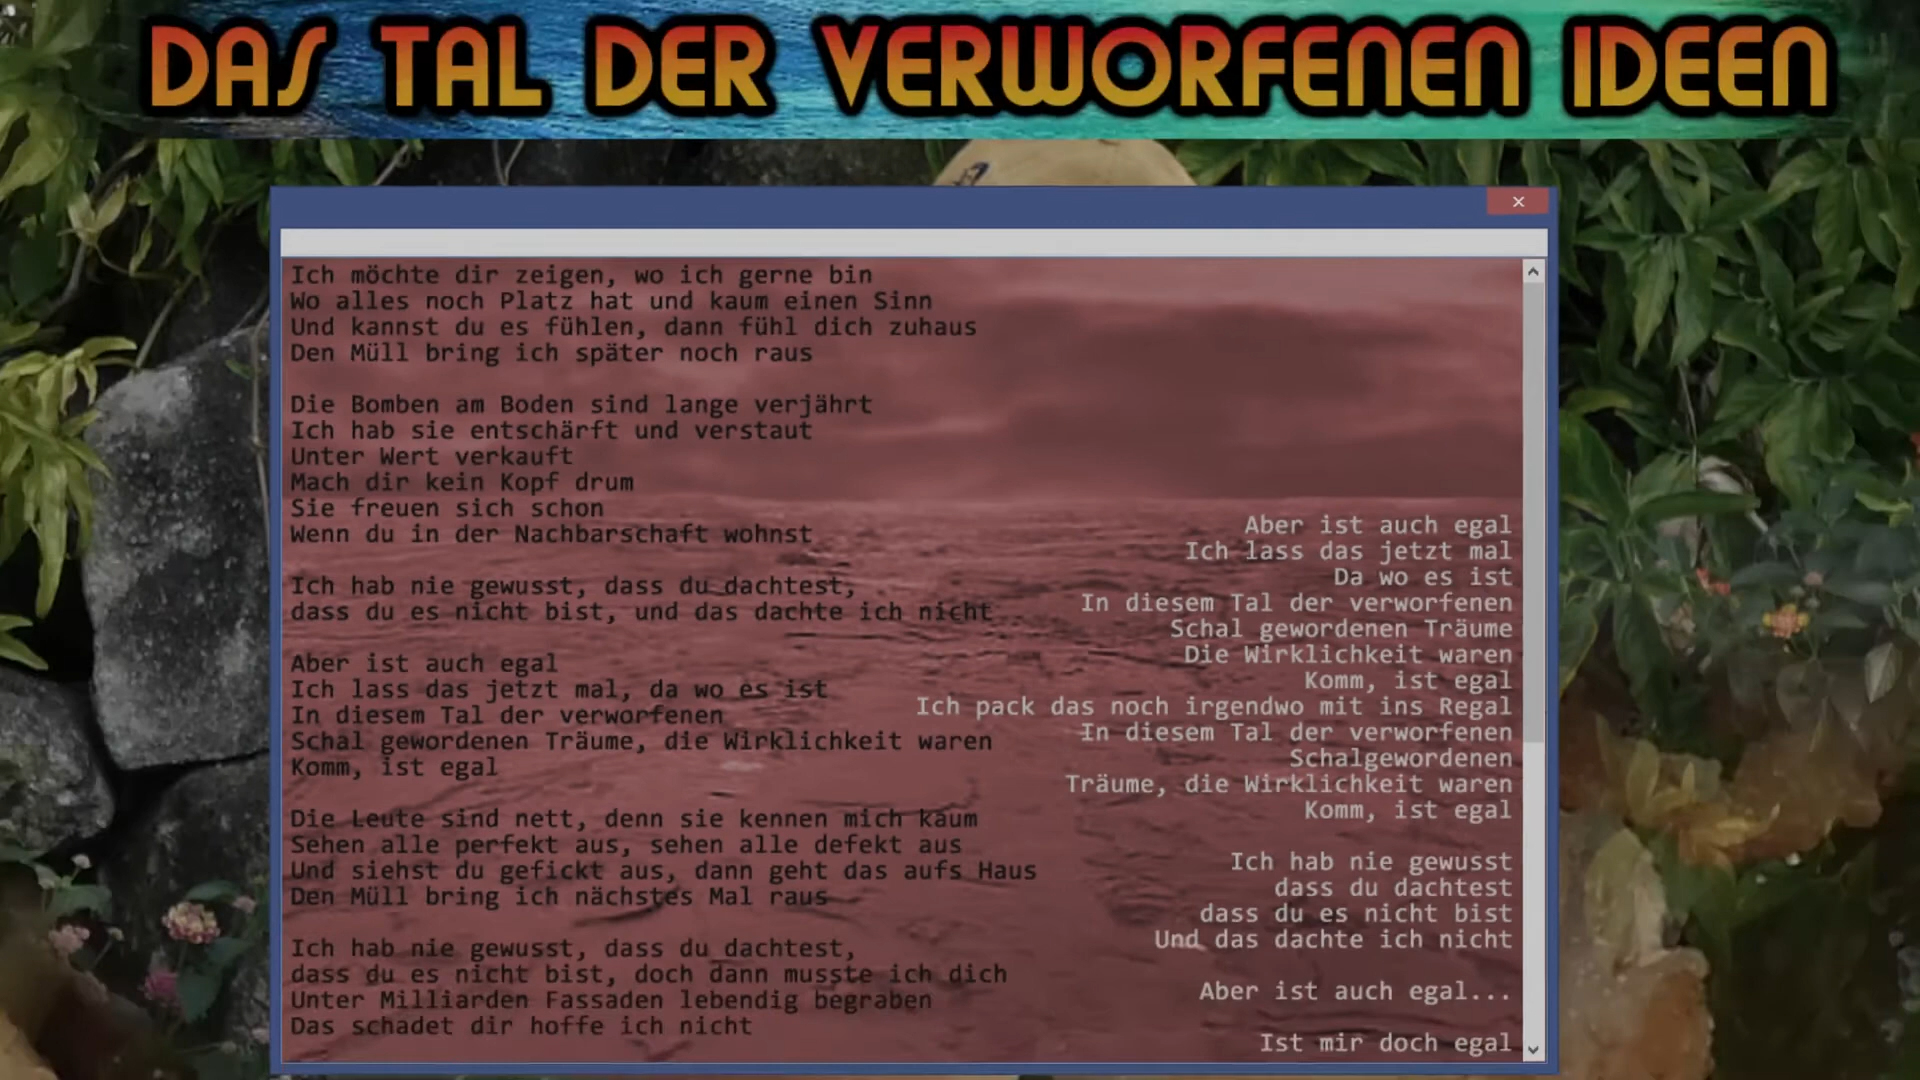 DAS TAL DER VERWORFENEN IDEEN
Ich möchte dir zeigen, wo ich gerne bin
Wo alles noch Platz hat und kaum einen Sinn
Und kannst du es fühlen, dann fühl dich zuhaus
Den Müll bring ich später noch raus
Die Bomben am Boden sind lange verjährt
Ich hab sie entschärft und verstaut
Unter Wert verkauft
Mach dir kein Kopf drum
Sie freuen sich schon
Wenn du in der Nachbarschaft wohnst
Ich hab nie gewusst, dass du dachtest,
dass du es nicht bist, und das dachte ich nicht
Aber ist auch egal
Ich lass das jetzt mal, da wo es ist
In diesem Tal der verworfenen
Schal gewordenen Träume, die Wirklichkeit waren
Komm, ist egal
Die Leute sind nett, denn sie kennen mich kaum
Sehen alle perfekt aus, sehen alle defekt aus
Und siehst du gefickt aus, dann geht das aufs Haus
Den Müll bring ich nächstes Mal raus
Ich hab nie gewusst, dass du dachtest,
dass du es nicht bist, doch dann musste ich dich
Unter Milliarden Fassaden lebendig begraben
Das schadet dir hoffe ich nicht
Aber ist auch egal
Ich lass das jetzt mal
Da wo es ist
In diesem Tal der verworfenen
Schal gewordenen Träume
Die Wirklichkeit waren
Komm, ist egal
Ich pack das noch irgendwo mit ins Regal
In diesem Tal der verworfenen
Schalgewordenen
Träume, die Wirklichkeit waren
Komm, ist egal
Ich hab nie gewusst
dass du dachtest
dass du es nicht bist
Und das dachte ich nicht
Aber ist auch egal...
Ist mir doch egal